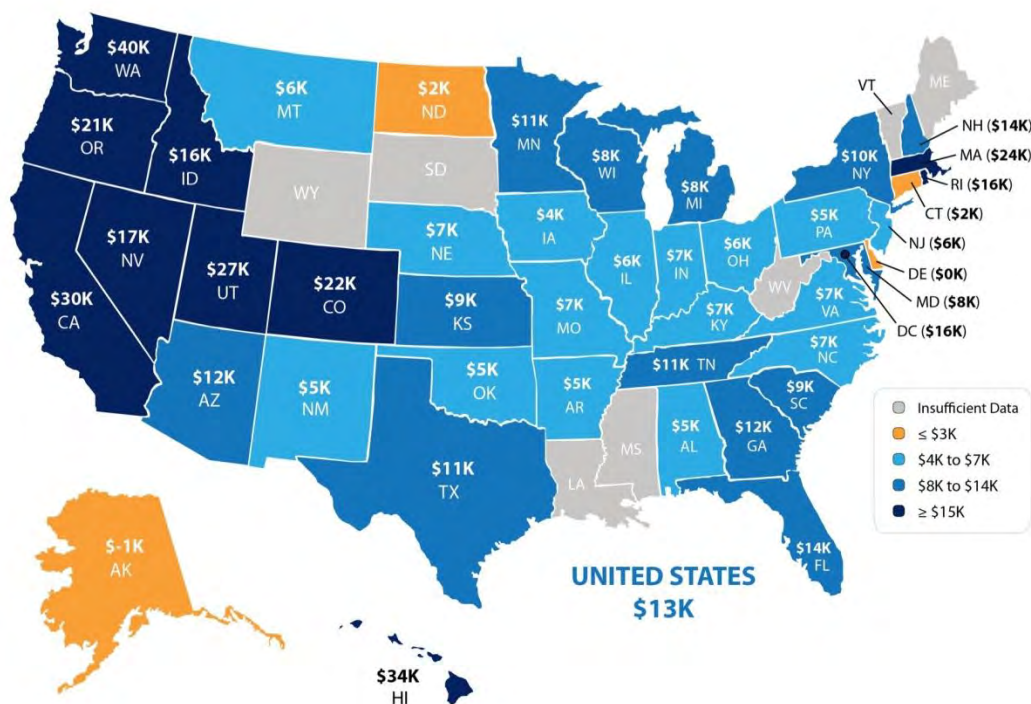 $40K
WA
$21K
OR
$16K
ID
$6K
MT
$2K
ND
$11K
MN
WY
SD
$8K
WI
$8K
MI
$10K
NY
VT
ME
NH ($14K)
MA ($24K)
RI ($16K)
CT ($2K)
NJ ($6K)
DE ($0K)
MD ($8K)
DC ($16K)
$5K
PA
$17K
NV
$27K
UT
$22K
CO
$7K
NE
$4K
IA
$6K
IL
$7K
IN
$6K
OH
WV
$7K
VA
$30K
CA
$9K
KS
$7K
MO
$7K
KY
$7K
NC
$12K
AZ
$5K
NM
$5K
OK
$5K
AR
$11K TN
$9K
SC
MS
$5K
AL
$12K
GA
$11K
TX
LA
$14K
FL
Insufficient Data
≤ $3K
$4K to $7K
$8K to $14K
≥ $15K
UNITED STATES
$13K
$-1K
AK
$34K
HI